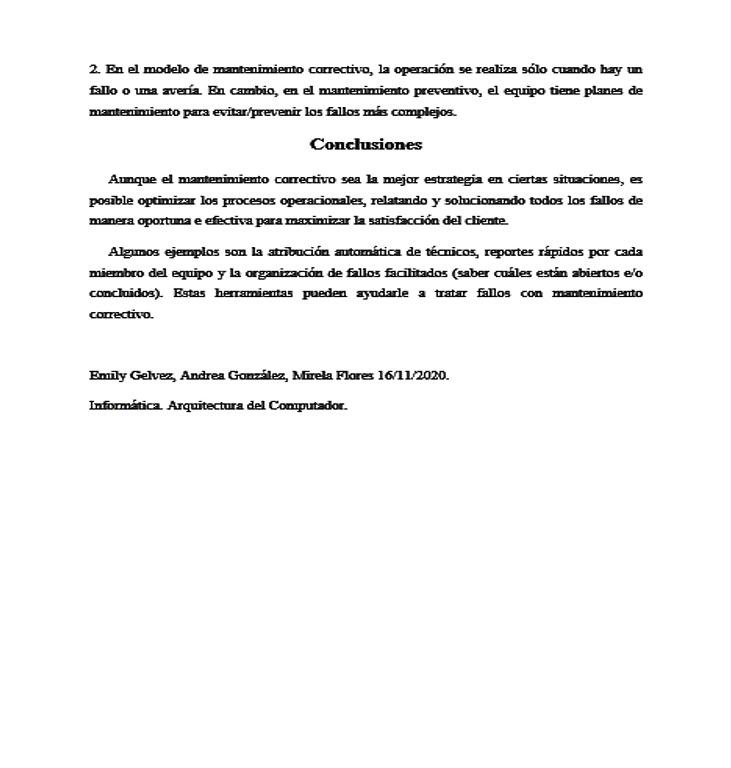 2. En el modelo de mantenimiento correctivo, la operación se realiza sólo cuando hay un
fallo o una avería. En cambio, en el mantenimiento preventivo, el equipo tiene planes de
mantenimiento para evitar/prevenir los fallos más complejos.
Conclusiones
Aunque el mantenimiento correctivo sea la mejor estrategia en ciertas situaciones, es
posible optimizar los procesos operacionales, relatando y solucionando todos los fallos de
manera oportuna e efectiva para maximizar la satisfacción del cliente.
Algunos ejemplos son la atribución automática de técnicos, reportes rápidos por cada
miembro del equipo y la organización de fallos facilitados (saber cuáles están abiertos e/o
concluidos). Estas herramientas pueden ayudarle a tratar fallos con mantenimiento
correctivo.
Emily Gelvez, Andrea González, Mirela Flores 16/11/2020.
Informática. Arquitectura del Computador.